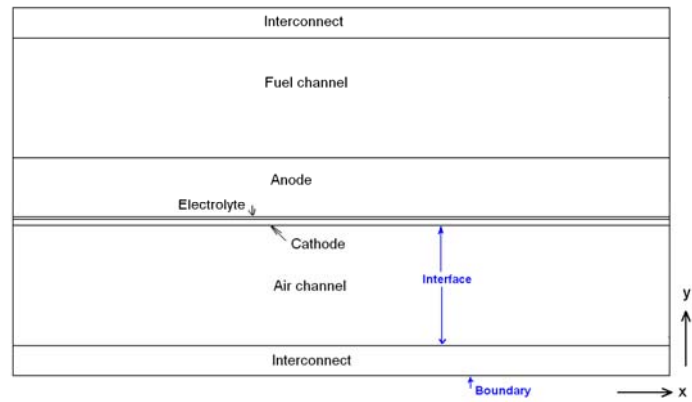 Interconnect
Fuel channel
Anode
Electrolyte
Cathode
Interface
Air channel
y
Interconnect
Boundary
x